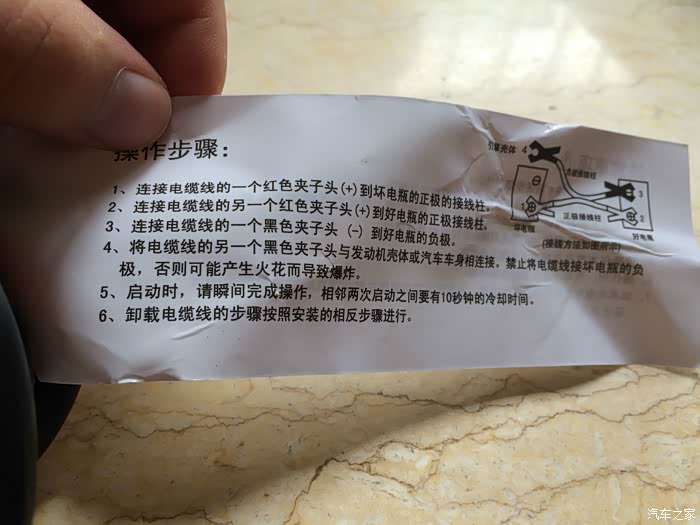 操作步骤：
1、连接电缆线的一个红色夹子头(+)到坏电瓶的正极的接线柱。
2、连接电缆线的另一个红色夹子头(+)到好电瓶的正极接线柱。
3、连接电缆线的一个黑色夹子头 (-) 到好电瓶的负极。
4、将电缆线的另一个黑色夹子头与发动机壳体或汽车车身相连接，禁止将电缆线接坏电瓶的负
极，否则可能产生火花而导致爆炸。
5、启动时，请瞬间完成操作，相邻两次启动之间要有10秒钟的冷却时间。
6、卸载电缆线的步骤按照安装的相反步骤进行。
引擎壳体 4
负极接线柱
3
1
正极接线柱
2
坏电瓶
好电瓶
(接拔方法如图所示)
汽车之家